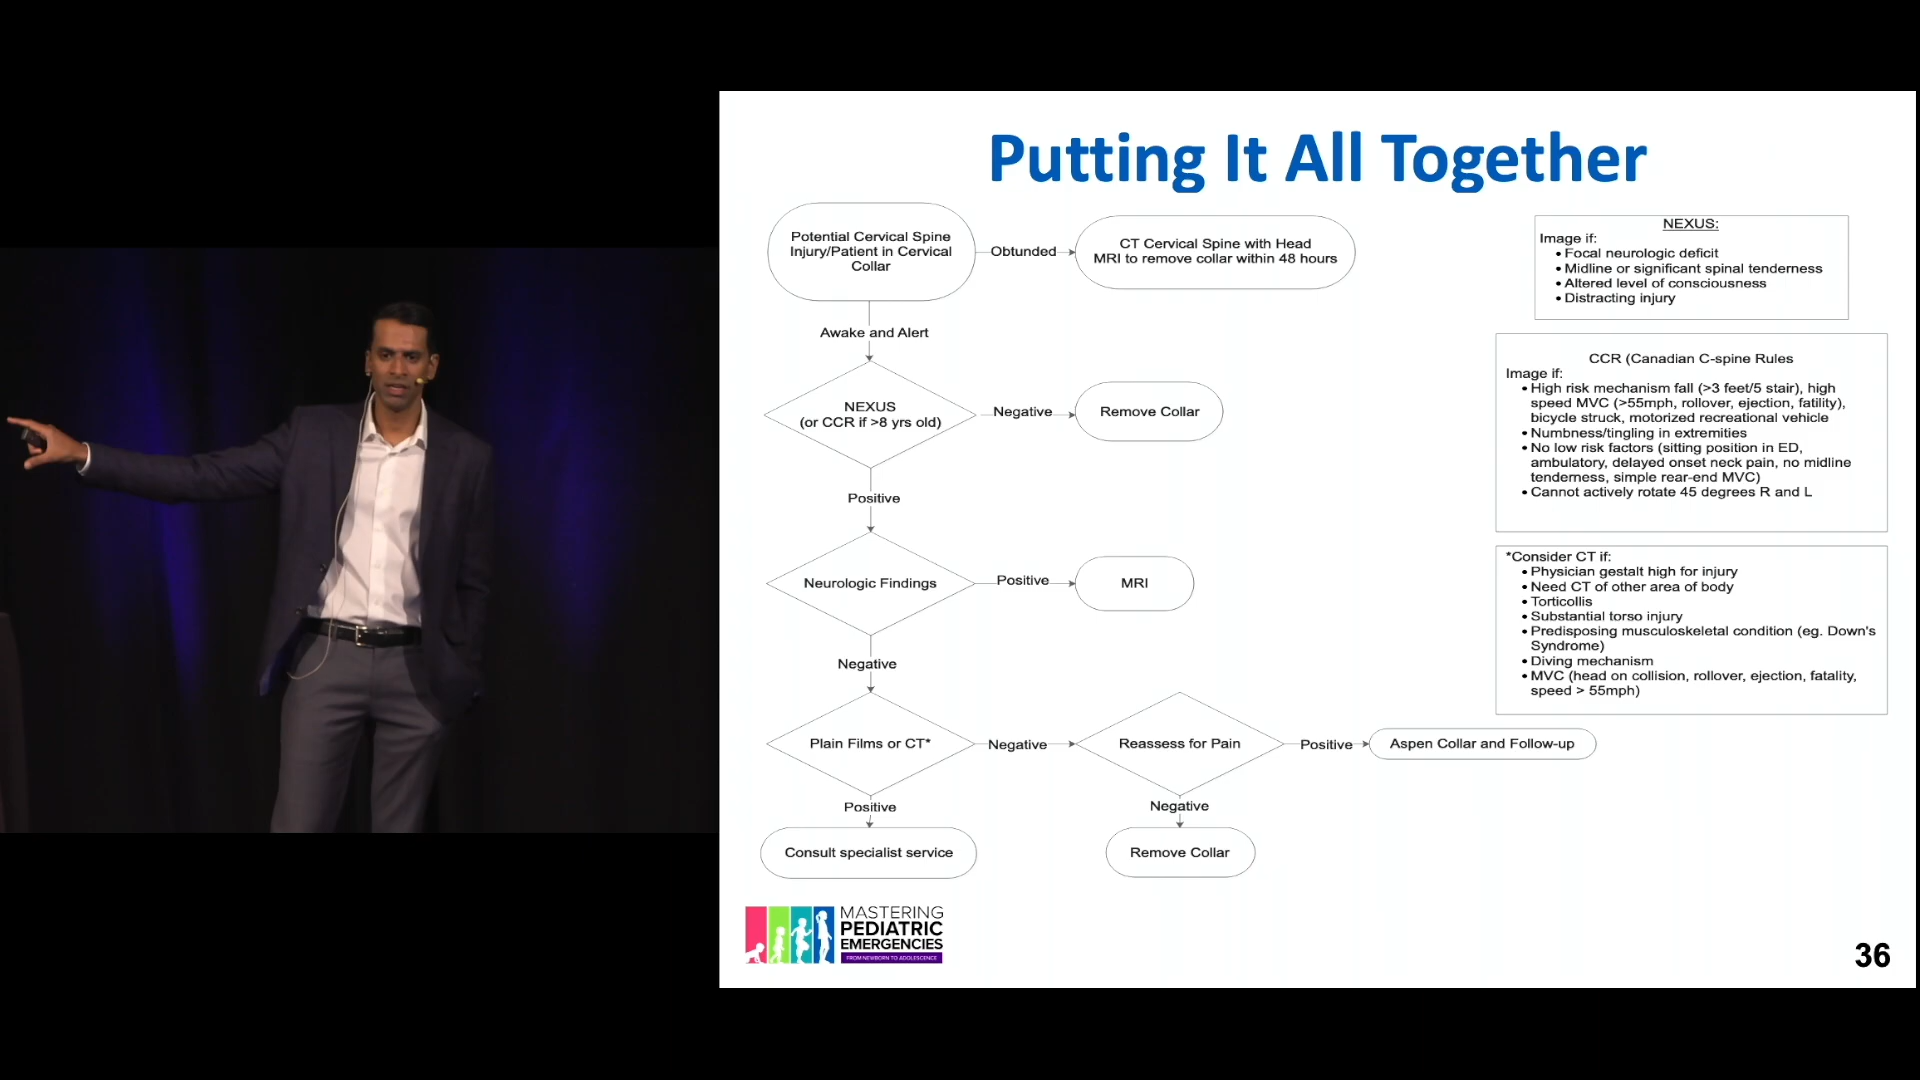 Putting It All Together
Potential Cervical Spine
Injury/Patient in Cervical
Collar
Obtunded
CT Cervical Spine with Head
MRI to remove collar within 48 hours
Awake and Alert
NEXUS
(or CCR if >8 yrs old)
Negative
Remove Collar
Positive
Neurologic Findings
Positive
MRI
Negative
Plain Films or CT*
Negative
Reassess for Pain
Positive
Aspen Collar and Follow-up
Positive
Negative
Consult specialist service
Remove Collar
NEXUS:
Image if:
• Focal neurologic deficit
• Midline or significant spinal tenderness
• Altered level of consciousness
• Distracting injury
CCR (Canadian C-spine Rules
Image if:
• High risk mechanism fall (>3 feet/5 stair), high
speed MVC (>55mph, rollover, ejection, fatility),
bicycle struck, motorized recreational vehicle
• Numbness/tingling in extremities
• No low risk factors (sitting position in ED,
ambulatory, delayed onset neck pain, no midline
tenderness, simple rear-end MVC)
• Cannot actively rotate 45 degrees R and L
*Consider CT if:
• Physician gestalt high for injury
• Need CT of other area of body
• Torticollis
• Substantial torso injury
• Predisposing musculoskeletal condition (eg. Down's
Syndrome)
• Diving mechanism
• MVC (head on collision, rollover, ejection, fatality,
speed > 55mph)
MASTERING
PEDIATRIC
EMERGENCIES
FROM NEWBORN TO ADOLESCENCE
36